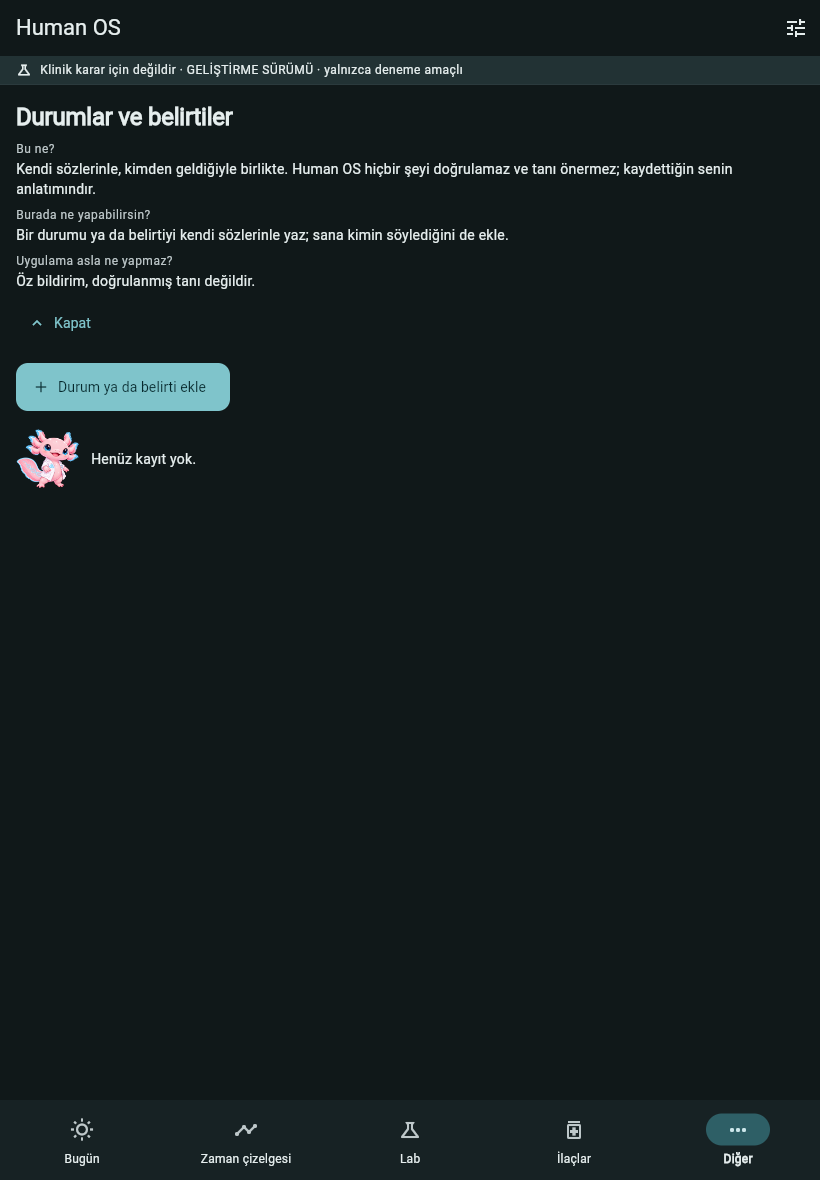 Human OS
Klinik karar için değildir · GELİŞTİRME SÜRÜMÜ · yalnızca deneme amaçlı
Durumlar ve belirtiler
Bu ne?
Kendi sözlerinle, kimden geldiğiyle birlikte. Human OS hiçbir şeyi doğrulamaz ve tanı önermez; kaydettiğin senin
anlatımındır.
Burada ne yapabilirsin?
Bir durumu ya da belirtiyi kendi sözlerinle yaz; sana kimin söylediğini de ekle.
Uygulama asla ne yapmaz?
Öz bildirim, doğrulanmış tanı değildir.
Kapat
Durum ya da belirti ekle
Henüz kayıt yok.
Bugün
Zaman çizelgesi
Lab
İlaçlar
Diğer